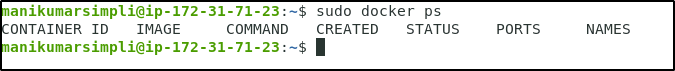 manikumarsimpli@ip-172-31-71-23:~$ sudo docker ps
CONTAINER ID   IMAGE     COMMAND   CREATED   STATUS    PORTS     NAMES
manikumarsimpli@ip-172-31-71-23:~$